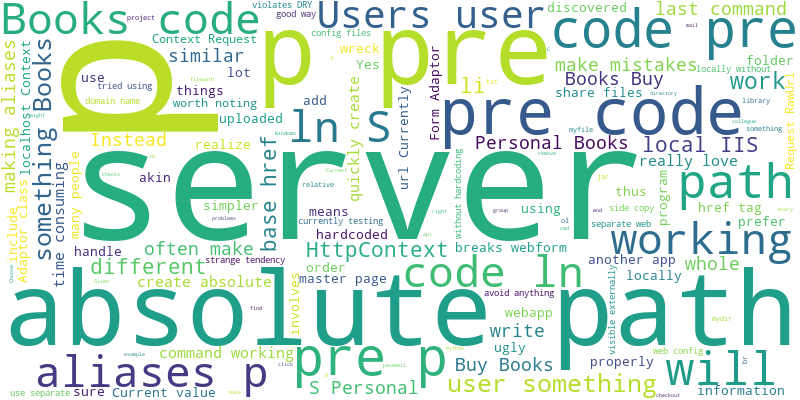 Books code
Users user
code pre
p pre
violates DRY
good way
discovered
last command
project
config files
Context Request
similar
wreck
Yes
make mistakes
folder
locally without
making aliases
localhost Context
something Books
use
tried using
lot
li
Form Adaptor
Books Buy
work
Request RawUrl
domain name
worth noting
things
add
share files
directory
library
uploaded
pre code
Instead
ln S
url Currently
Personal Books
local IIS
many people
base href
quickly create
realize
really love
time consuming
akin
simpler
server
thus
program
path
means
relative
currently testing
without hardcoding
using
side copy
href tag
include
Adaptor class
hardcoded
separate web
prefer
handle
HttpContext
breaks webform
working
often make
order
another app
different
strange tendency
master page
code ln
locally
whole
create absolute
involves
avoid anything
visible externally
absolute path
webapp
write
ugly
properly
web config
command working
pre p
Buy Books
will
aliases p
S Personal
user something
information
use separate
sure
Current value
checkout